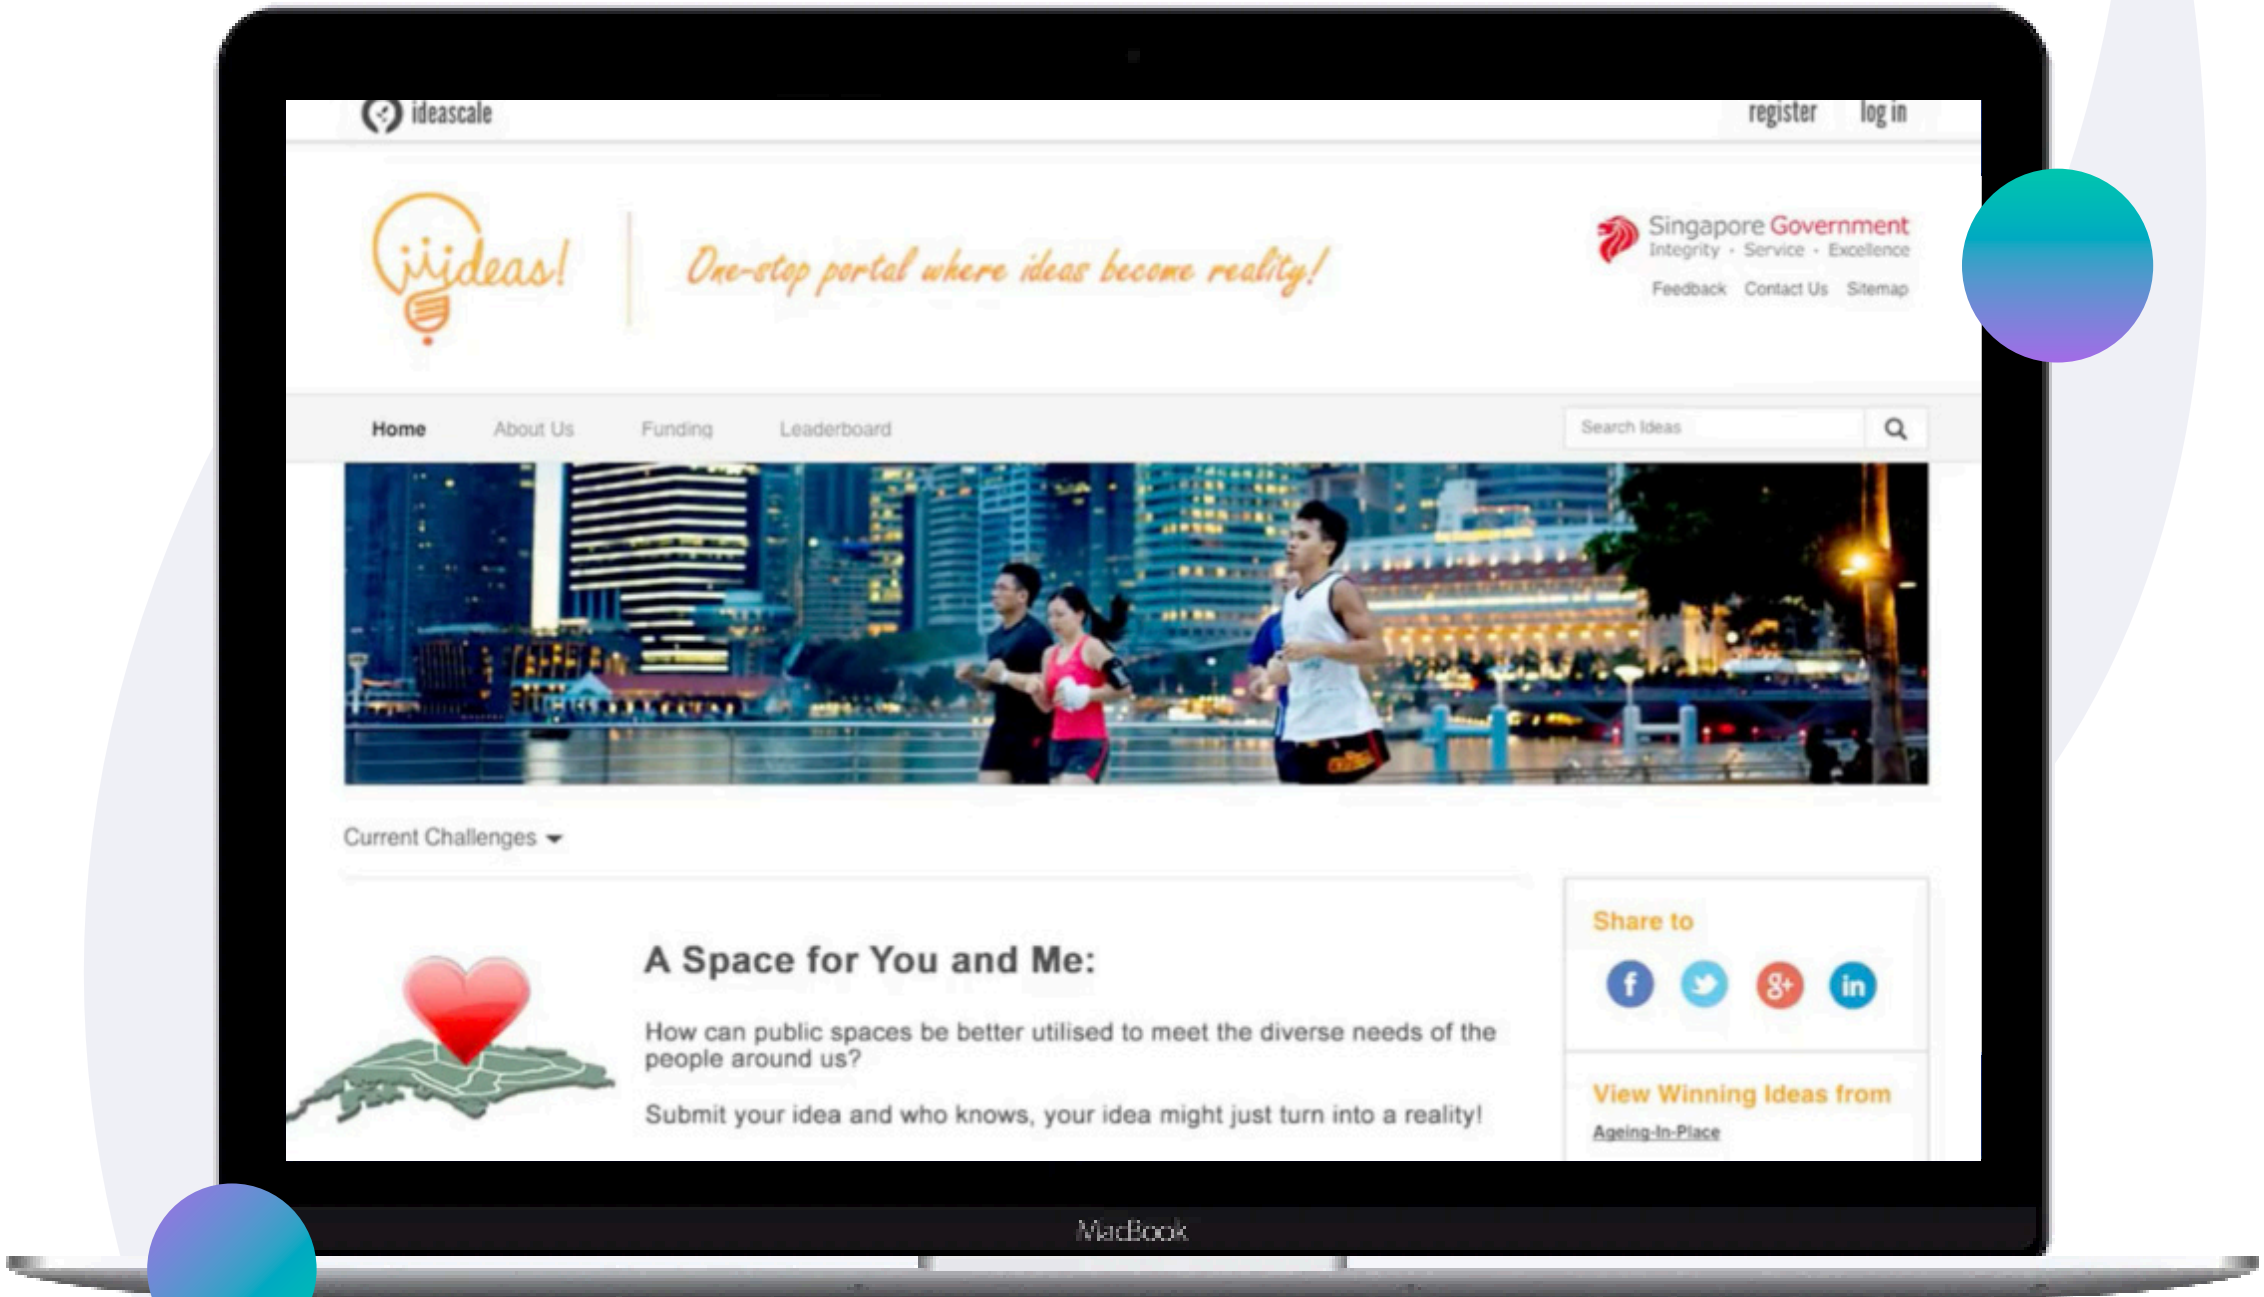 ideascale
register log in
iiideas!
One-stop portal where ideas become reality!
Singapore Government
Integrity · Service · Excellence
Feedback Contact Us Sitemap
Home About Us Funding Leaderboard
Search Ideas
Current Challenges
A Space for You and Me:
How can public spaces be better utilised to meet the diverse needs of the
people around us?
Submit your idea and who knows, your idea might just turn into a reality!
Share to
f g+ in
View Winning Ideas from
Ageing-In-Place
MacBook